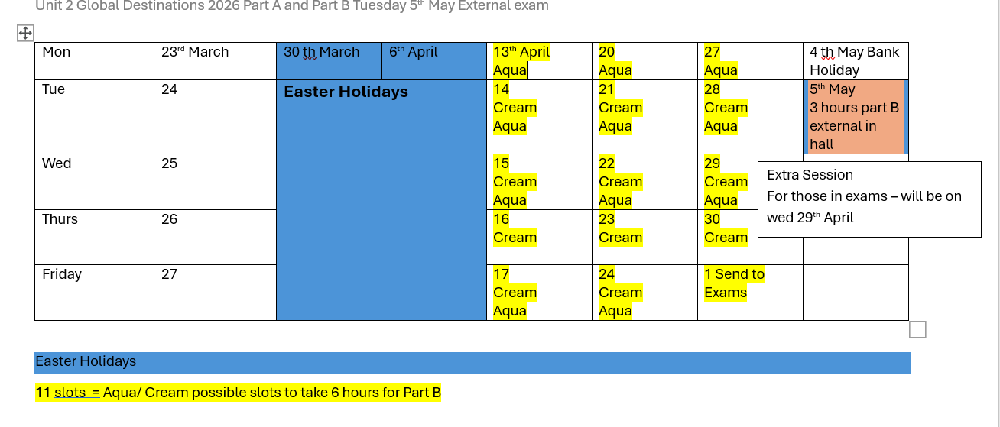 Unit 2 Global Destinations 2026 Part A and Part B Tuesday 5th May External exam
Mon
23rd March
30 th March
6th April
13th April
Aqua
20
Aqua
27
Aqua
4 th May Bank
Holiday
Tue
24
Easter Holidays
14
Cream
Aqua
21
Cream
Aqua
28
Cream
Aqua
5th May
3 hours part B
external in
hall
Wed
25
15
Cream
Aqua
22
Cream
Aqua
29
Cream
Aqua
Extra Session
For those in exams – will be on
wed 29th April
Thurs
26
16
Cream
23
Cream
30
Cream
Friday
27
17
Cream
Aqua
24
Cream
Aqua
1 Send to
Exams
Easter Holidays
11 slots = Aqua/ Cream possible slots to take 6 hours for Part B